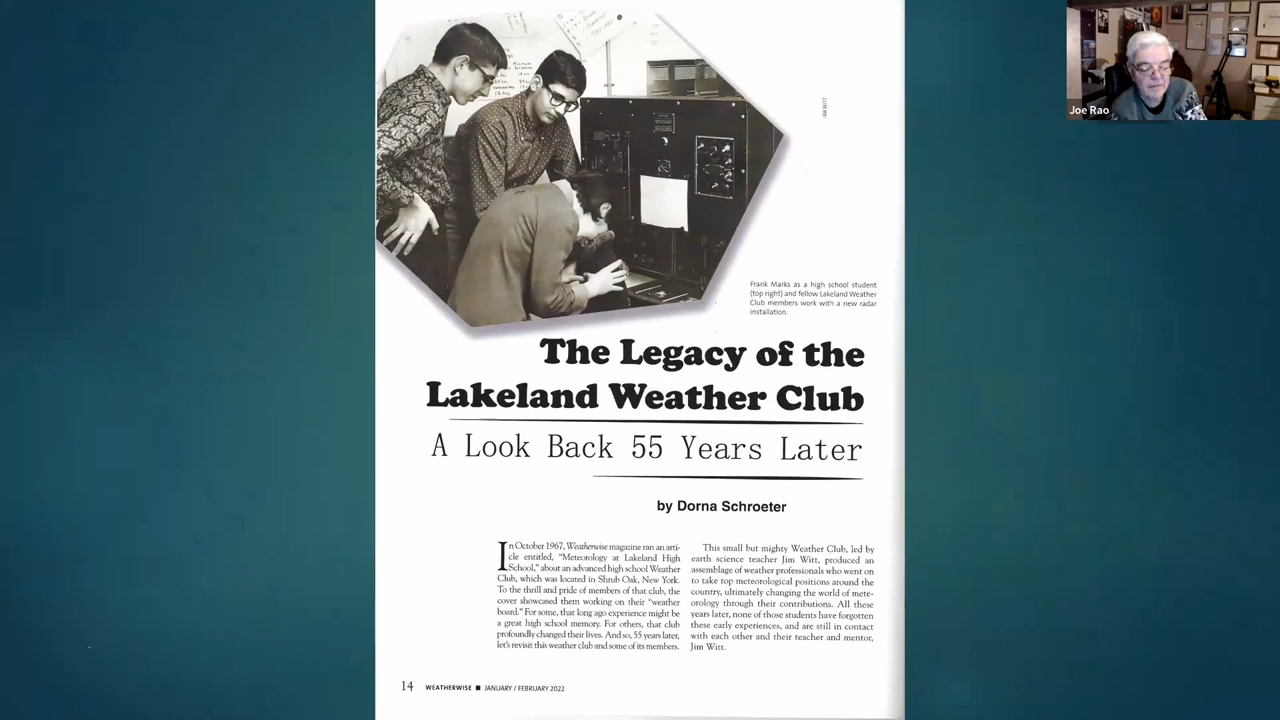 Joe Rao
JIM WITT
Frank Marks as a high school student
(top right) and fellow Lakeland Weather
Club members work with a new radar
installation.
The Legacy of the
Lakeland Weather Club
A Look Back 55 Years Later
by Dorna Schroeter
In October 1967, Weatherwise magazine ran an arti-
cle entitled, “Meteorology at Lakeland High
School,” about an advanced high school Weather
Club, which was located in Shrub Oak, New York.
To the thrill and pride of members of that club, the
cover showcased them working on their “weather
board.” For some, that long ago experience might be
a great high school memory. For others, that club
profoundly changed their lives. And so, 55 years later,
let’s revisit this weather club and some of its members.
This small but mighty Weather Club, led by
earth science teacher Jim Witt, produced an
assemblage of weather professionals who went on
to take top meteorological positions around the
country, ultimately changing the world of mete-
orology through their contributions. All these
years later, none of those students have forgotten
these early experiences, and are still in contact
with each other and their teacher and mentor,
Jim Witt.
14 WEATHERWISE ■ JANUARY / FEBRUARY 2022